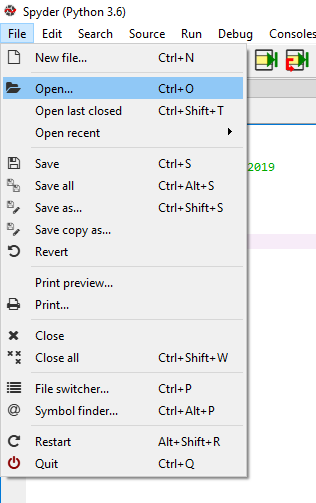 Spyder (Python 3.6)
File Edit Search Source Run Debug Consoles
New file... Ctrl+N
Open... Ctrl+O
Open last closed Ctrl+Shift+T
Open recent
Save Ctrl+S
2019
Save all Ctrl+Alt+S
Save as... Ctrl+Shift+S
Save copy as...
Revert
Print preview...
Print...
Close
Close all Ctrl+Shift+W
File switcher... Ctrl+P
@ Symbol finder... Ctrl+Alt+P
Restart Alt+Shift+R
Quit Ctrl+Q